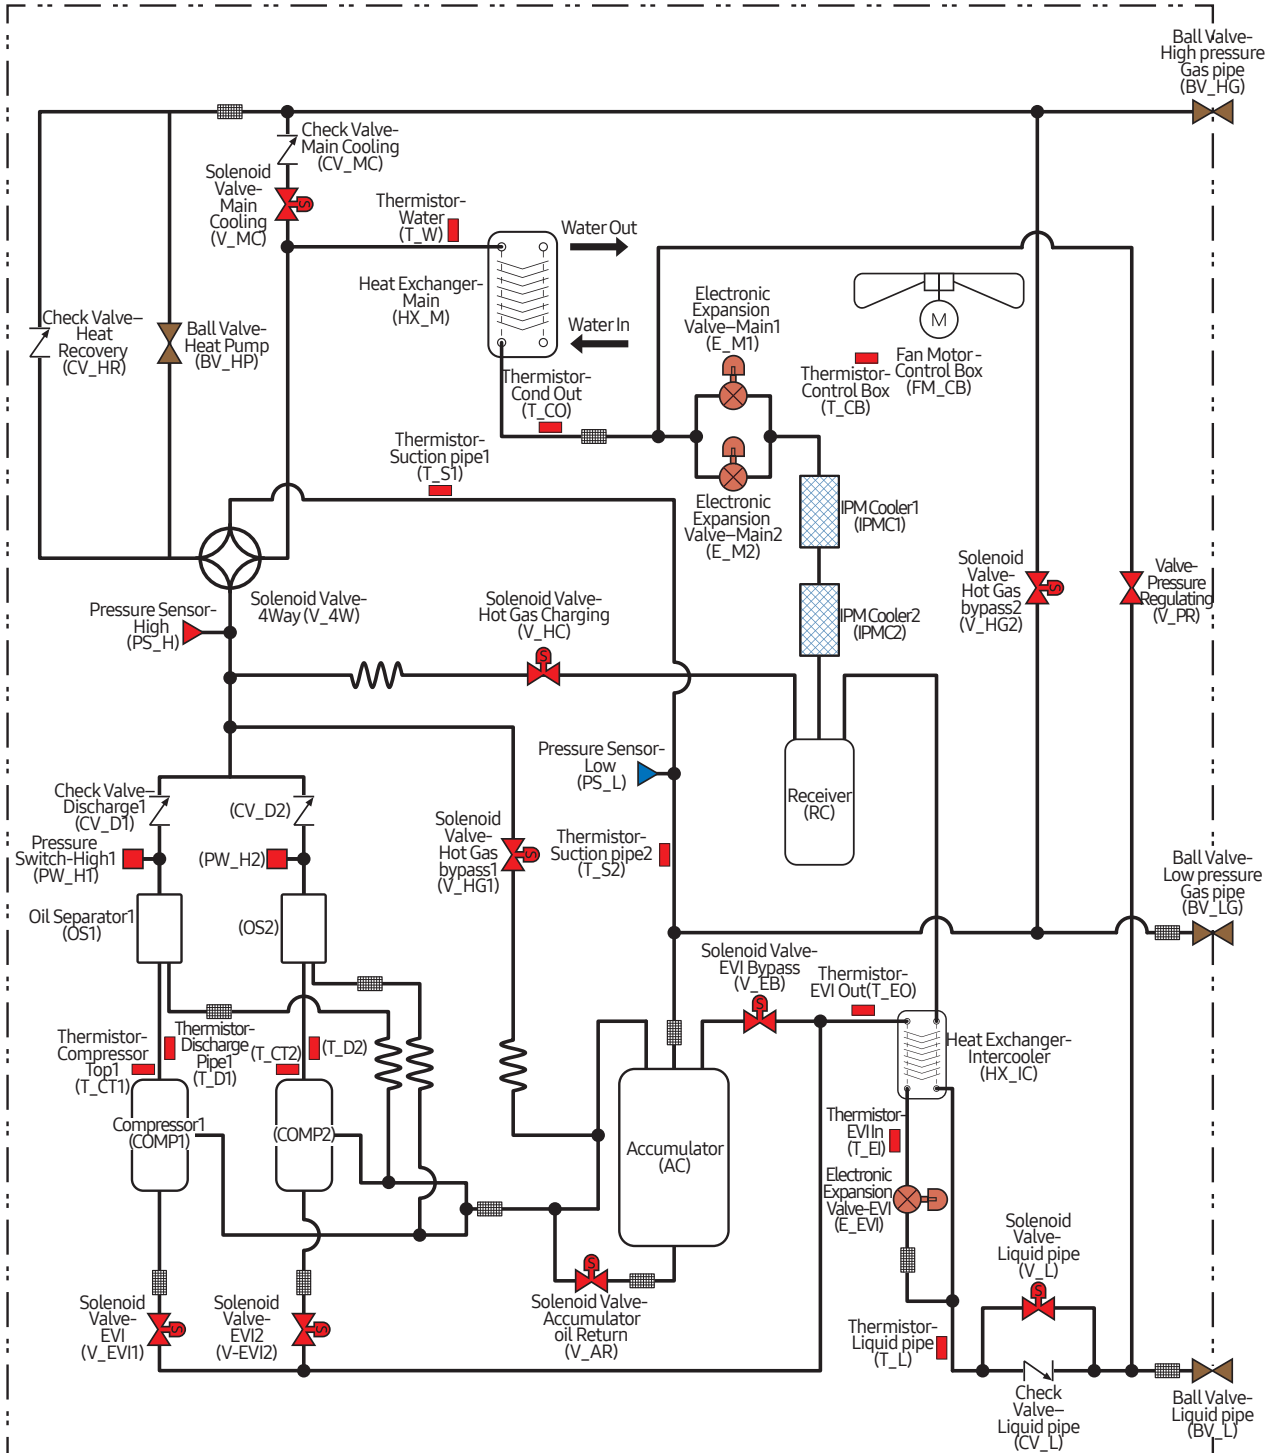 Ball Valve-
High pressure
Gas pipe
(BV_HG)
Check Valve-
Main Cooling
(CV_MC)
Solenoid
Valve-
Main
Cooling
(V_MC)
S
Thermistor-
Water
(T_W)
Water Out
Heat Exchanger-
Main
(HX_M)
Water In
Electronic
Expansion
Valve–Main1
(E_M1)
M
Fan Motor-
Control Box
(FM_CB)
Thermistor-
Control Box
(T_CB)
Check Valve–
Heat
Recovery
(CV_HR)
Ball Valve-
Heat Pump
(BV_HP)
Thermistor-
Cond Out
(T_CO)
Thermistor-
Suction pipe1
(T_S1)
Electronic
Expansion
Valve–Main2
(E_M2)
IPM Cooler1
(IPMC1)
IPM Cooler2
(IPMC2)
Solenoid
Valve-
Hot Gas
bypass2
(V_HG2)
S
Valve-
Pressure
Regulating
(V_PR)
Solenoid Valve-
4Way (V_4W)
Pressure Sensor-
High
(PS_H)
Solenoid Valve-
Hot Gas Charging
(V_HC)
S
Pressure Sensor-
Low
(PS_L)
Receiver
(RC)
Check Valve–
Discharge1
(CV_D1)
(CV_D2)
Pressure
Switch-High1
(PW_H1)
(PW_H2)
Solenoid
Valve-
Hot Gas
bypass1
(V_HG1)
S
Thermistor-
Suction pipe2
(T_S2)
Ball Valve-
Low pressure
Gas pipe
(BV_LG)
Oil Separator1
(OS1)
(OS2)
Solenoid Valve-
EVI Bypass
(V_EB)
S
Thermistor-
EVI Out(T_EO)
Thermistor-
Compressor
Top1
(T_CT1)
Thermistor-
Discharge
Pipe1
(T_D1)
(T_CT2)
(T_D2)
Heat Exchanger-
Intercooler
(HX_IC)
Compressor1
(COMP1)
(COMP2)
Accumulator
(AC)
Thermistor-
EVI In
(T_EI)
Electronic
Expansion
Valve-EVI
(E_EVI)
Solenoid
Valve-
Liquid pipe
(V_L)
S
S
Solenoid Valve-
Accumulator
oil Return
(V_AR)
Solenoid
Valve-
EVI
(V_EVI1)
S
Solenoid
Valve-
EVI2
(V-EVI2)
S
Thermistor-
Liquid pipe
(T_L)
Check
Valve–
Liquid pipe
(CV_L)
Ball Valve-
Liquid pipe
(BV_L)